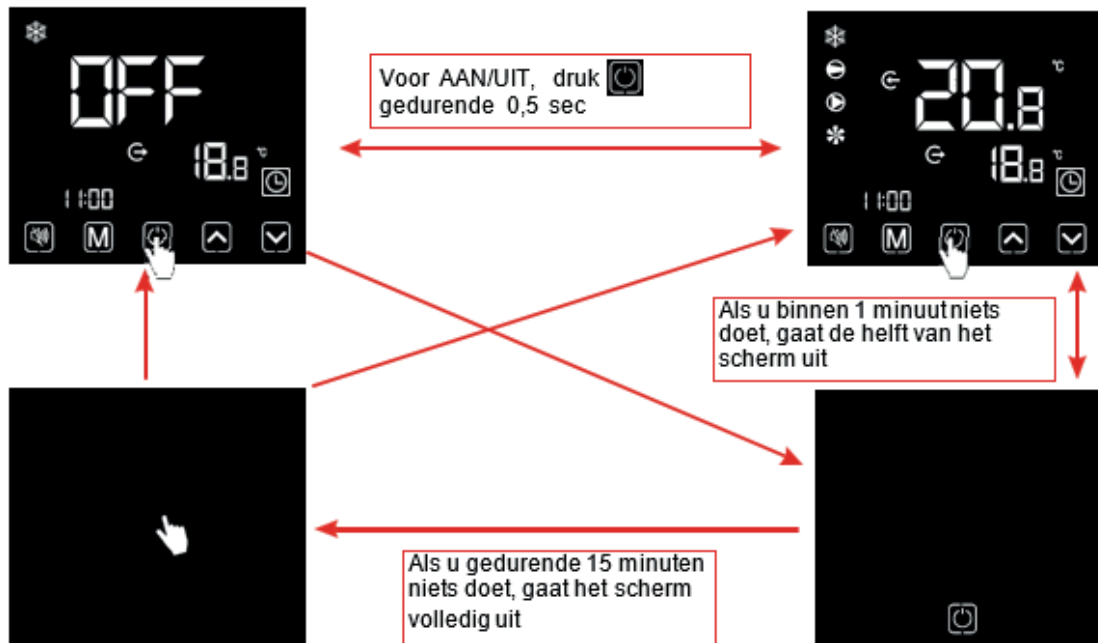 OFF
18.8 °C
11:00
M
Voor AAN/UIT, druk
gedurende 0,5 sec
20.8 °C
18.8 °C
11:00
M
Als u binnen 1 minuut niets
doet, gaat de helft van het
scherm uit
Als u gedurende 15 minuten
niets doet, gaat het scherm
volledig uit